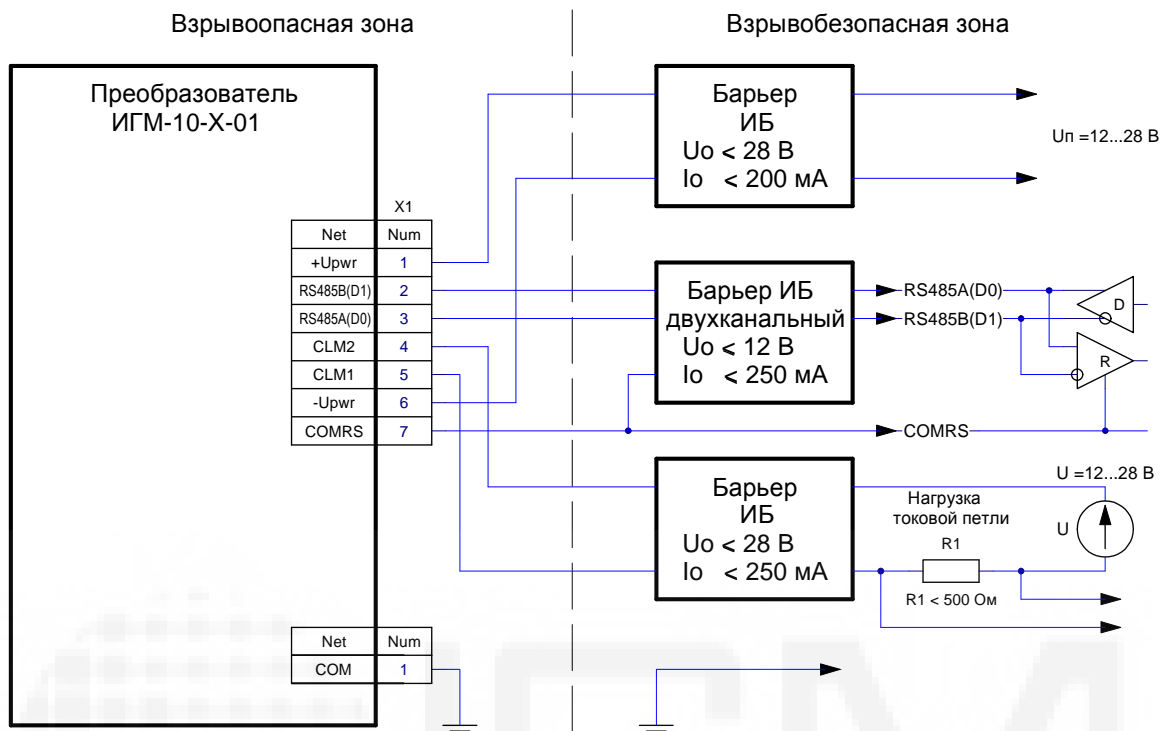 Взрывоопасная зона
Взрывобезопасная зона
Преобразователь
ИГМ-10-Х-01
X1
Net Num
+Upwr 1
RS485B(D1) 2
RS485A(D0) 3
CLM2 4
CLM1 5
-Upwr 6
COMRS 7
Net Num
COM 1
Барьер
ИБ
Uo < 28 В
Io < 200 мА
Uп =12...28 В
Барьер ИБ
двухканальный
Uo < 12 В
Io < 250 мА
RS485A(D0)
RS485B(D1)
D
R
COMRS
Барьер
ИБ
Uo < 28 В
Io < 250 мА
U =12...28 В
Нагрузка
токовой петли
R1
R1 < 500 Ом
U